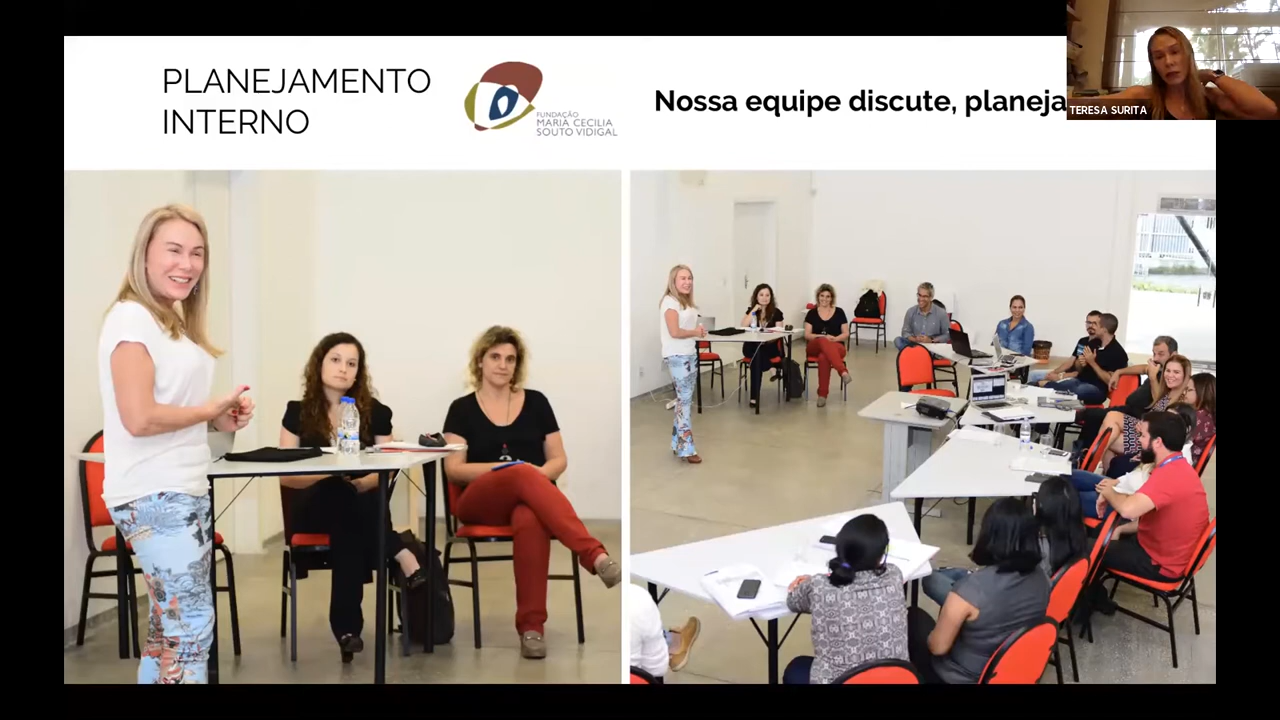 PLANEJAMENTO
INTERNO
FUNDAÇÃO
MARIA CECILIA
SOUTO VIDIGAL
Nossa equipe discute, planeja
TERESA SURITA